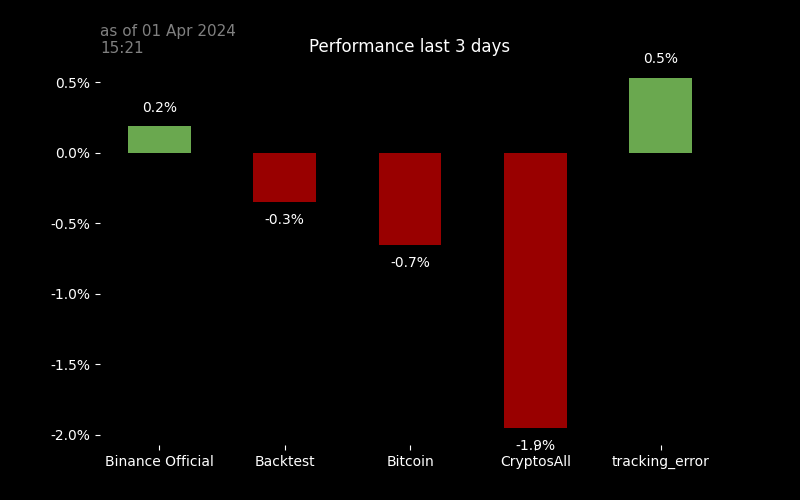 as of 01 Apr 2024
15:21
Performance last 3 days
0.5%
0.0%
-0.5%
-1.0%
-1.5%
-2.0%
0.2%
-0.3%
-0.7%
-1.9%
0.5%
Binance Official
Backtest
Bitcoin
CryptosAll
tracking_error